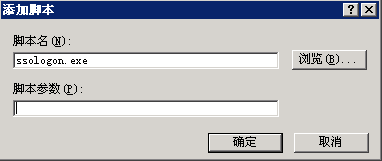 添加脚本
脚本名(N):
ssologon.exe
浏览(B)...
脚本参数(P):
确定
取消